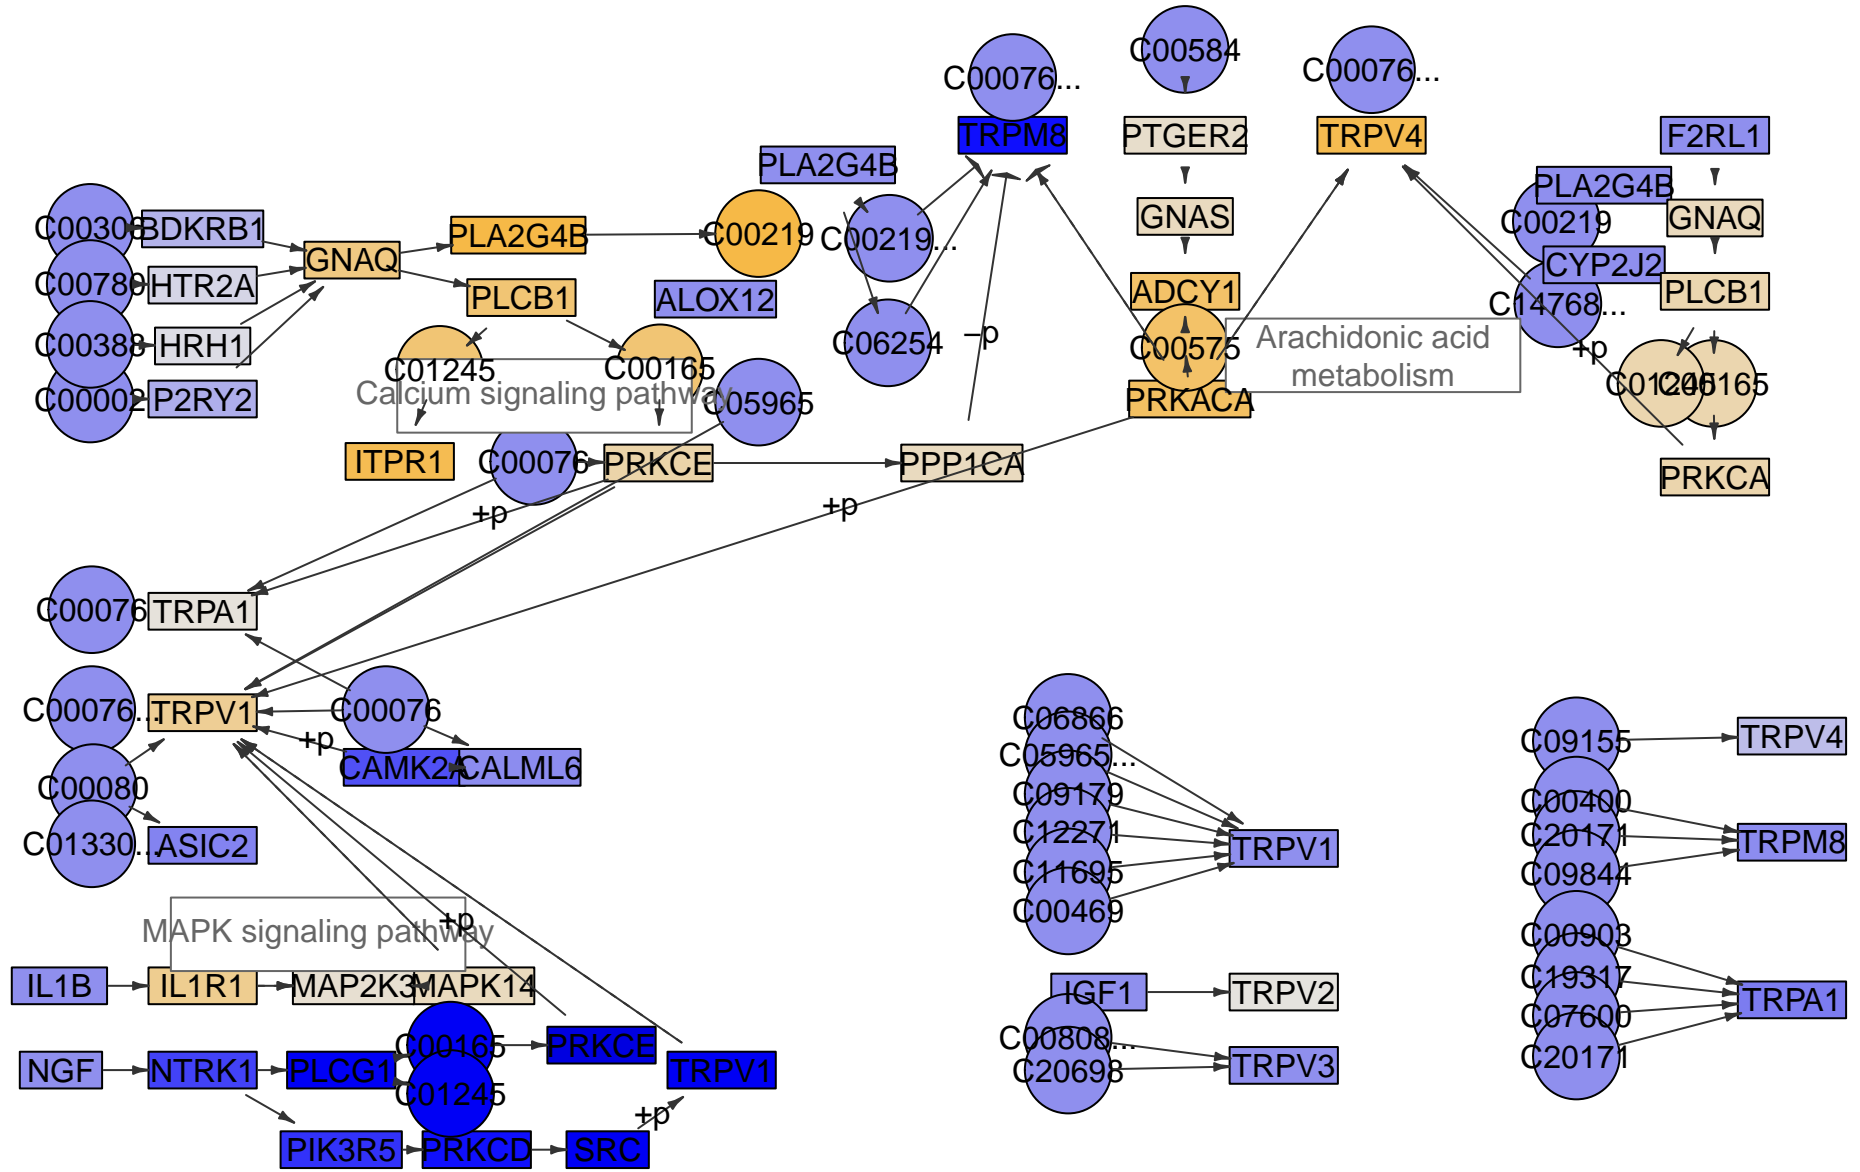 C00584
C00076...
C00076...
TRPM8
PTGER2
TRPV4
F2RL1
PLA2G4B
PLA2G4B
C00219
GNAS
GNAQ
BDKRB1
PLA2G4B
C00219
C00219...
GNAQ
CYP2J2
C00780
HTR2A
PLCB1
ALOX12
ADCY1
C14768...
PLCB1
C00388
HRH1
C06254
–p
C00575
Arachidonic acid
metabolism
+p
C01245
C00165
Calcium signaling pathway
C00002
P2RY2
C05965
PRKACA
C01245
C00165
ITPR1
C00076
PRKCE
PPP1CA
PRKCA
+p
+p
C00076
TRPA1
C00076...
TRPV1
C00076
+p
CAMK2A
CALML6
C00080
C01330...
ASIC2
C06866
C05965...
C09179
C12271
C11695
C00469
TRPV1
C09155
TRPV4
C00400
C20171
C09844
TRPM8
C00903
C19317
C07600
C20171
TRPA1
MAPK signaling pathway
+p
IL1B
IL1R1
MAP2K3
MAPK14
IGF1
TRPV2
C00808...
C20698
TRPV3
NGF
NTRK1
PLCG1
C00165
C01245
PRKCE
TRPV1
+p
PIK3R5
PRKCD
SRC